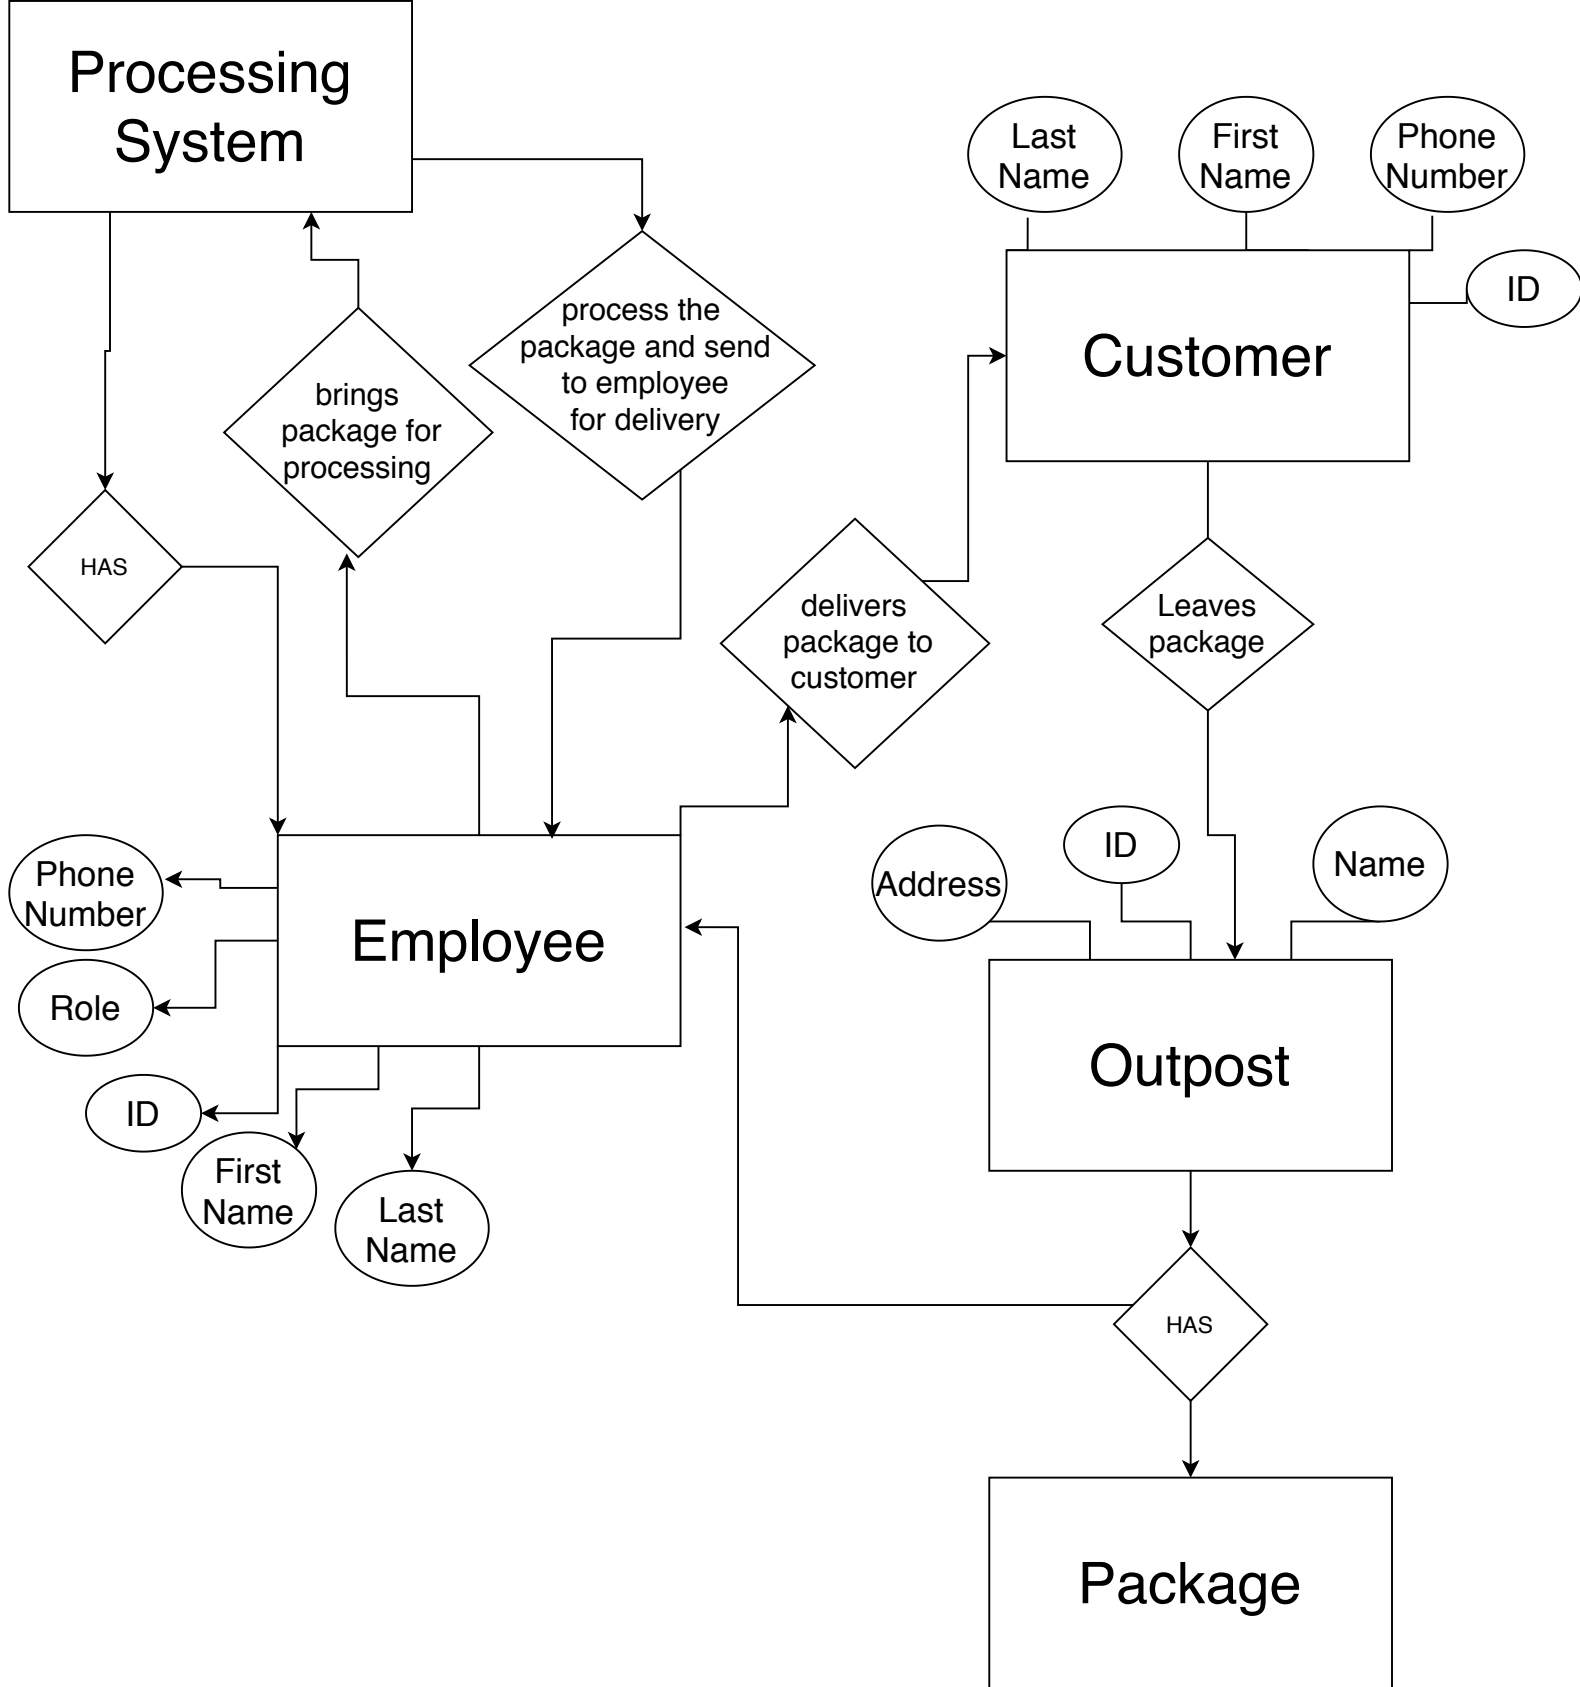 Processing
System
Last
Name
First
Name
Phone
Number
ID
Customer
process the
package and send
to employee
for delivery
brings
package for
processing
HAS
delivers
package to
customer
Leaves
package
Phone
Number
Role
ID
First
Name
Last
Name
Employee
Address
ID
Name
Outpost
HAS
Package